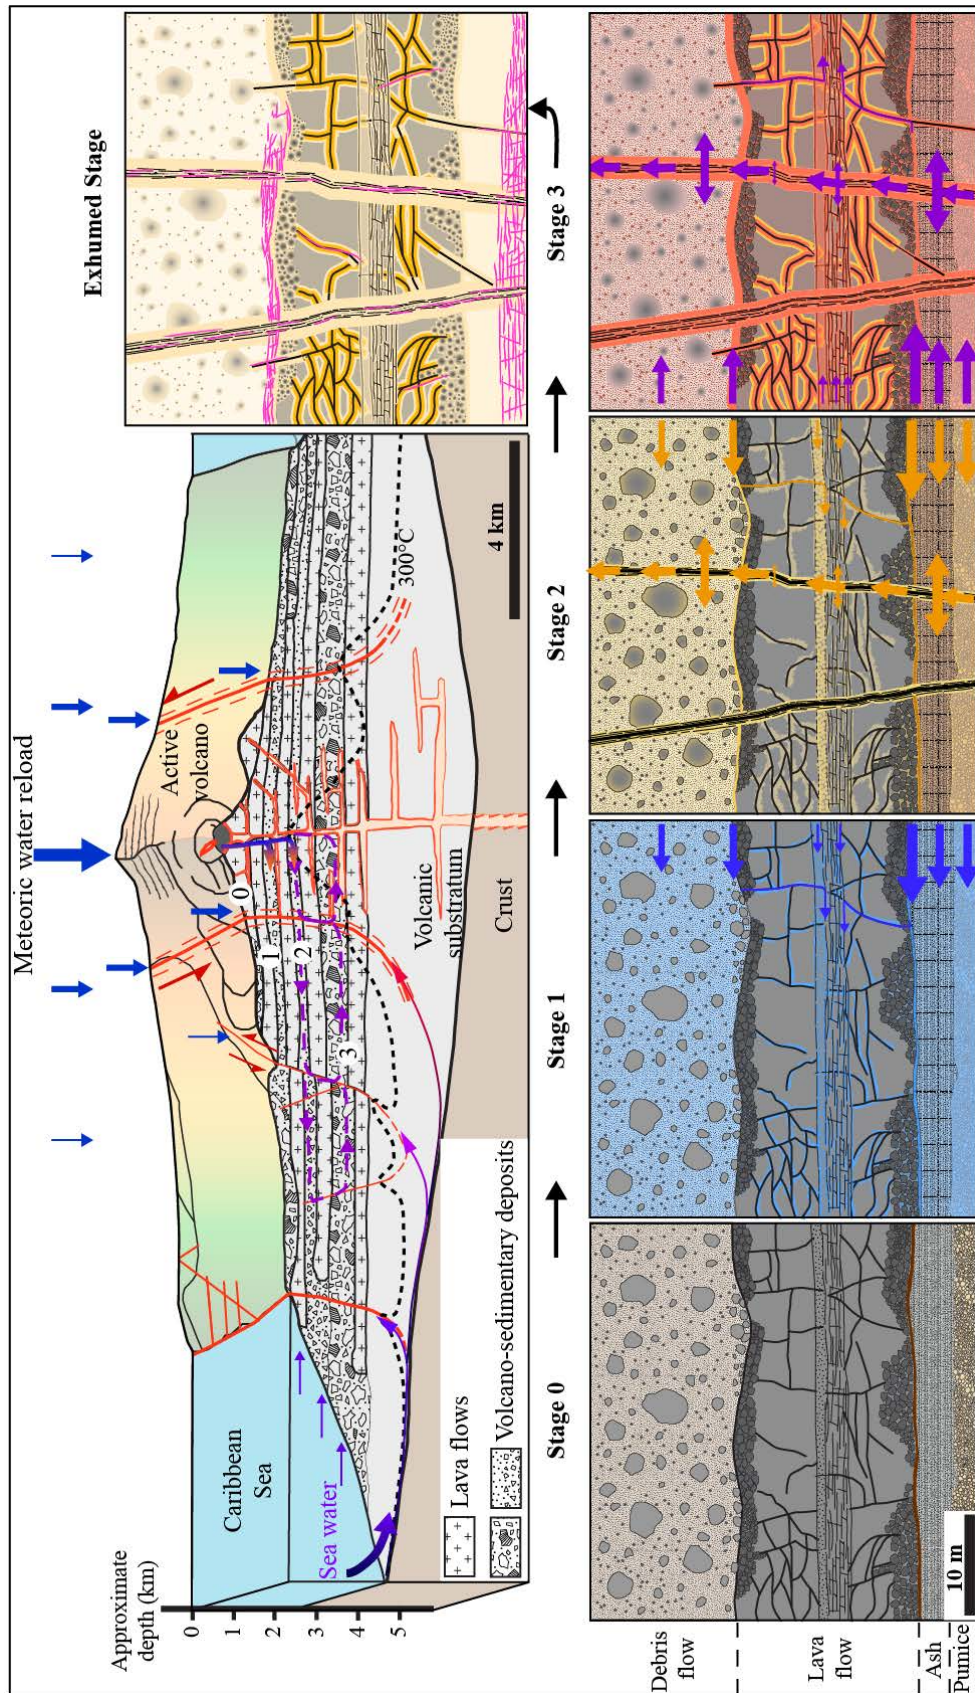 Meteoric water reload
Exhumed Stage
Approximate
depth (km)
0
1
2
3
4
5
Caribbean
Sea
Sea water
Active
volcano
0
1
2
3
300°C
Volcanic
substratum
Crust
4 km
Lava flows
Volcano-sedimentary deposits
Stage 0
Stage 1
Stage 2
Stage 3
Debris
flow
Lava
flow
Ash
Pumice
10 m